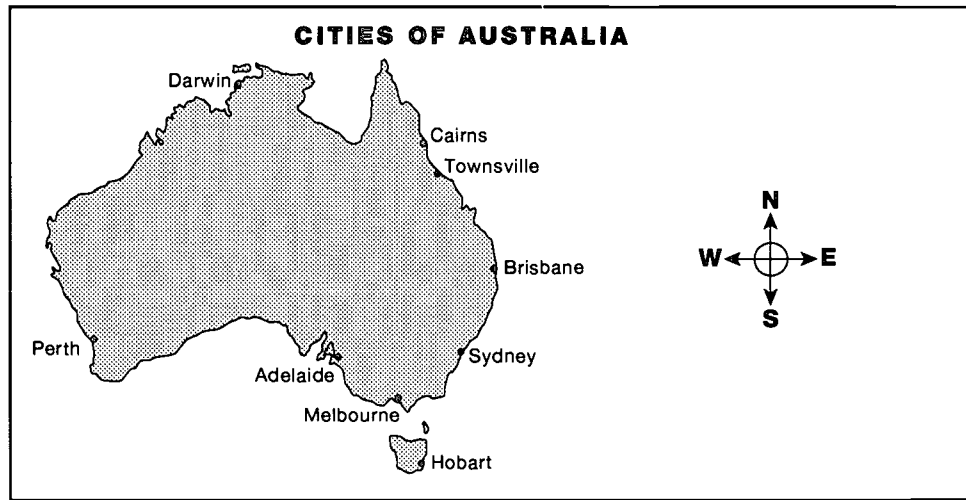 CITIES OF AUSTRALIA
Darwin
Cairns
Townsville
N
W E
Brisbane
S
Perth
Sydney
Adelaide
Melbourne
Hobart